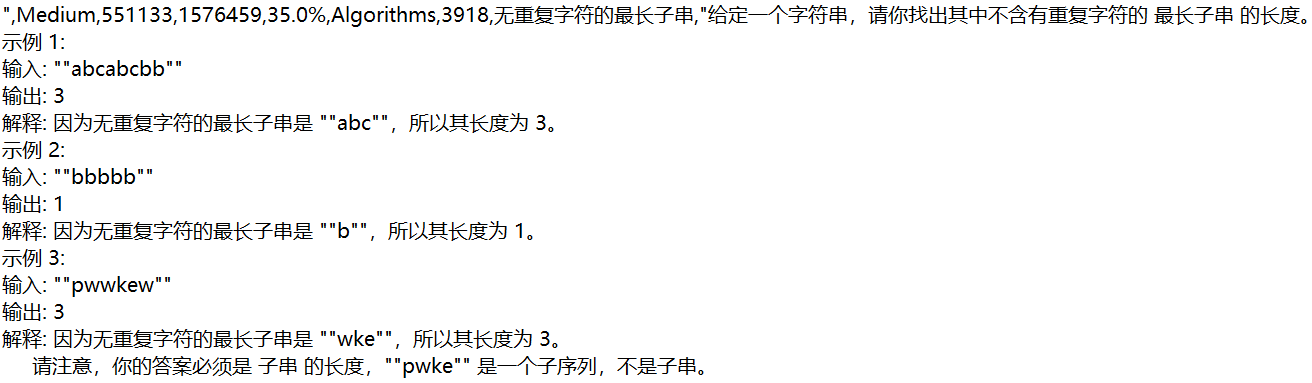 ",Medium,551133,1576459,35.0%,Algorithms,3918,无重复字符的最长子串,"给定一个字符串，请你找出其中不含有重复字符的 最长子串 的长度。
示例 1:
输入: ""abcabcbb""
输出: 3
解释: 因为无重复字符的最长子串是 ""abc""，所以其长度为 3。
示例 2:
输入: ""bbbbb""
输出: 1
解释: 因为无重复字符的最长子串是 ""b""，所以其长度为 1。
示例 3:
输入: ""pwwkew""
输出: 3
解释: 因为无重复字符的最长子串是 ""wke""，所以其长度为 3。
请注意，你的答案必须是 子串 的长度，""pwke"" 是一个子序列，不是子串。